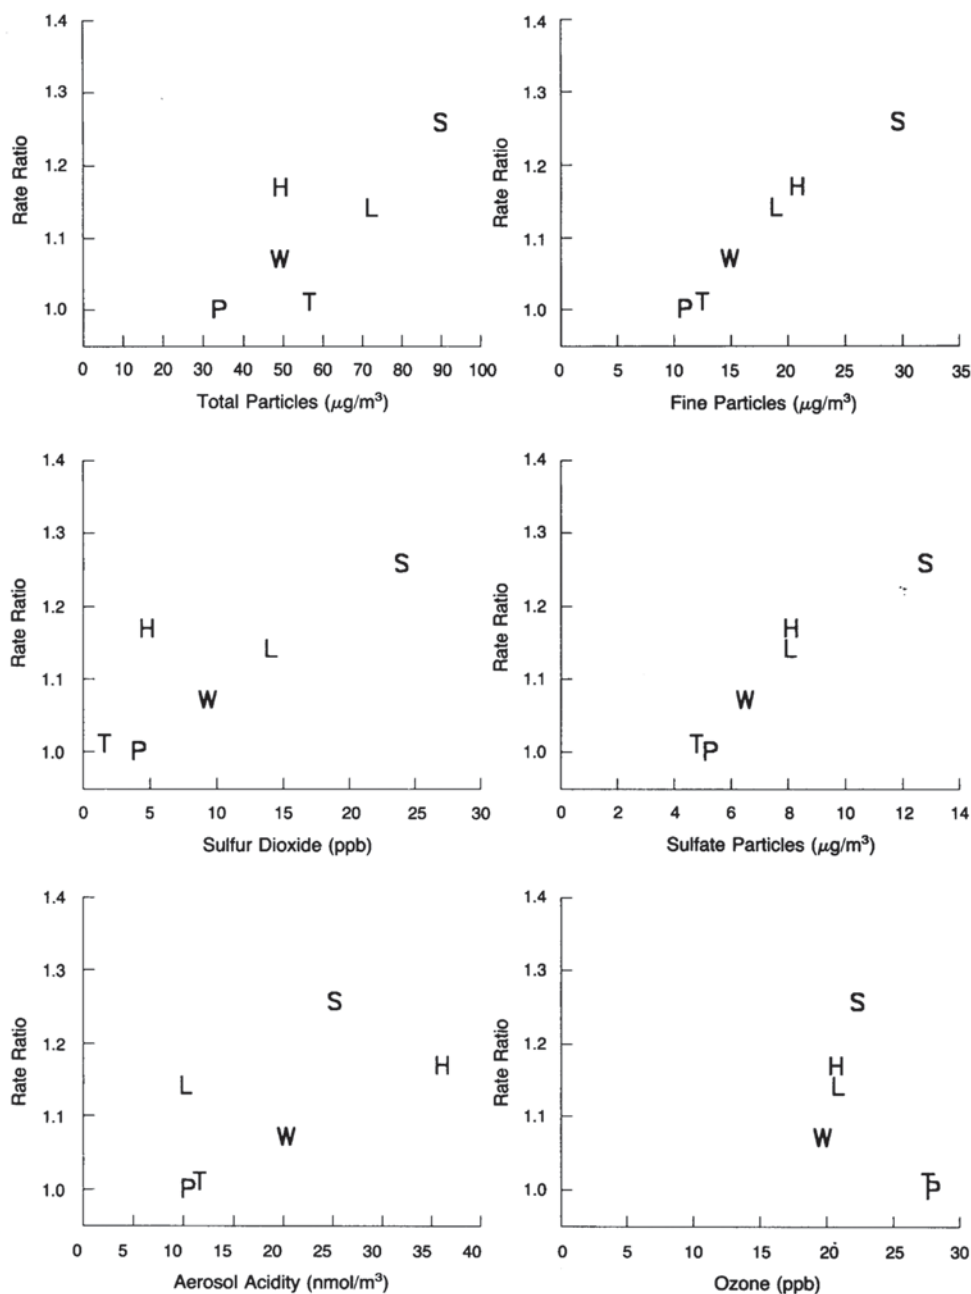 1.4
1.3
1.2
1.1
1.0
Rate Ratio
S
H
L
W
P
T
0 10 20 30 40 50 60 70 80 90 100
Total Particles (μg/m³)
1.4
1.3
1.2
1.1
1.0
Rate Ratio
S
H
L
W
P T
0 5 10 15 20 25 30 35
Fine Particles (μg/m³)
1.4
1.3
1.2
1.1
1.0
Rate Ratio
S
H
L
W
T P
0 5 10 15 20 25 30
Sulfur Dioxide (ppb)
1.4
1.3
1.2
1.1
1.0
Rate Ratio
S
H
L
W
T P
0 2 4 6 8 10 12 14
Sulfate Particles (μg/m³)
1.4
1.3
1.2
1.1
1.0
Rate Ratio
S
H
L
W
P T
0 5 10 15 20 25 30 35 40
Aerosol Acidity (nmol/m³)
1.4
1.3
1.2
1.1
1.0
Rate Ratio
S
H
L
W
T P
0 5 10 15 20 25 30
Ozone (ppb)